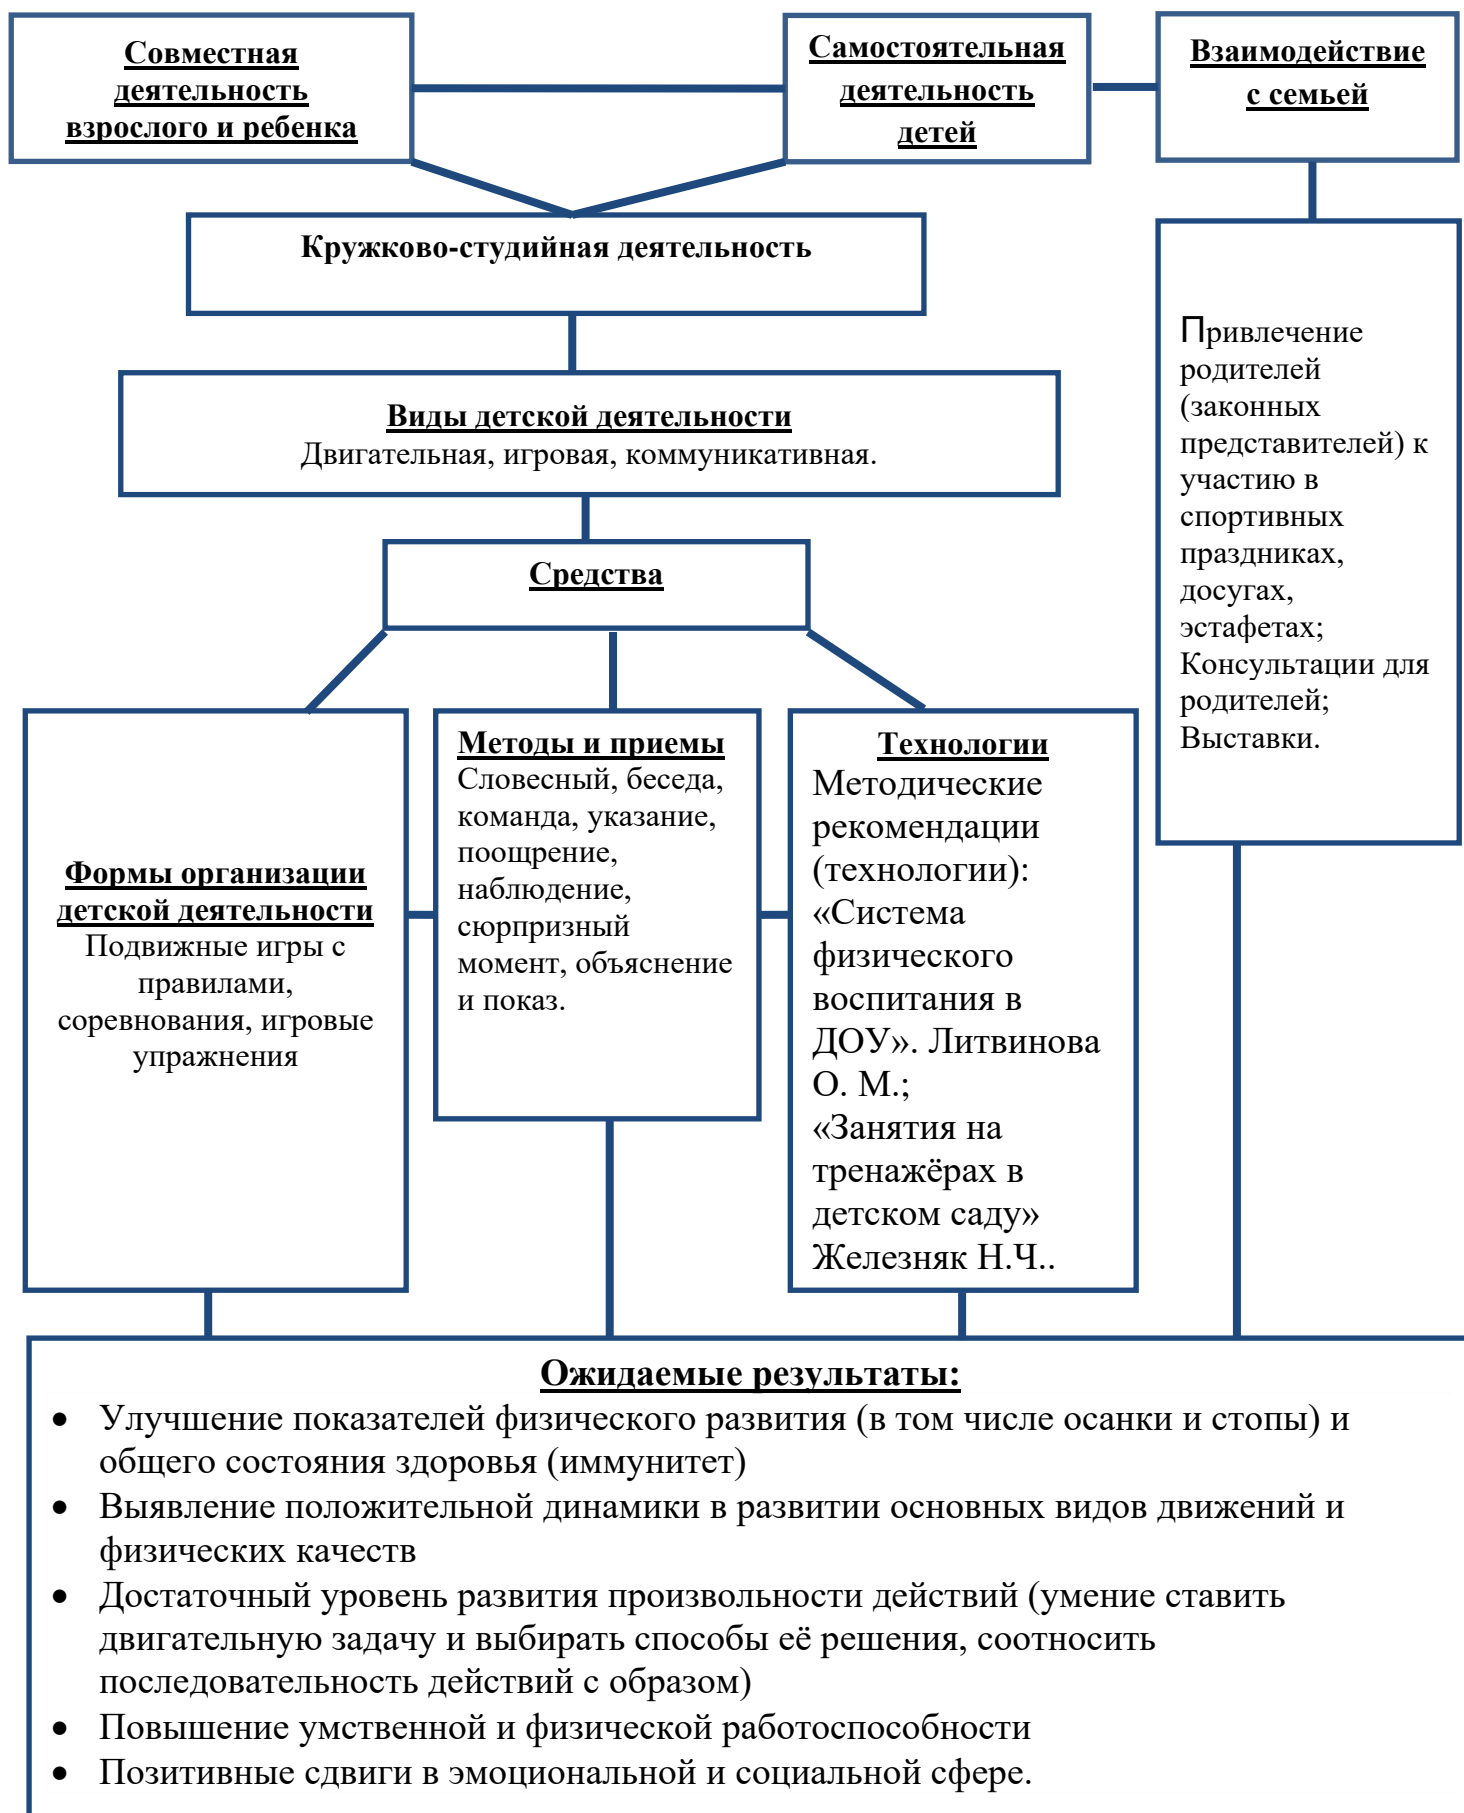 Совместная
деятельность
взрослого и ребенка
Самостоятельная
деятельность
детей
Взаимодействие
с семьей
Кружково-студийная деятельность
Виды детской деятельности
Двигательная, игровая, коммуникативная.
Средства
Привлечение
родителей
(законных
представителей) к
участию в
спортивных
праздниках,
досугах,
эстафетах;
Консультации для
родителей;
Выставки.
Формы организации
детской деятельности
Подвижные игры с
правилами,
соревнования, игровые
упражнения
Методы и приемы
Словесный, беседа,
команда, указание,
поощрение,
наблюдение,
сюрпризный
момент, объяснение
и показ.
Технологии
Методические
рекомендации
(технологии):
«Система
физического
воспитания в
ДОУ». Литвинова
О. М.;
«Занятия на
тренажёрах в
детском саду»
Железняк Н.Ч..
Ожидаемые результаты:
• Улучшение показателей физического развития (в том числе осанки и стопы) и
общего состояния здоровья (иммунитет)
• Выявление положительной динамики в развитии основных видов движений и
физических качеств
• Достаточный уровень развития произвольности действий (умение ставить
двигательную задачу и выбирать способы её решения, соотносить
последовательность действий с образом)
• Повышение умственной и физической работоспособности
• Позитивные сдвиги в эмоциональной и социальной сфере.